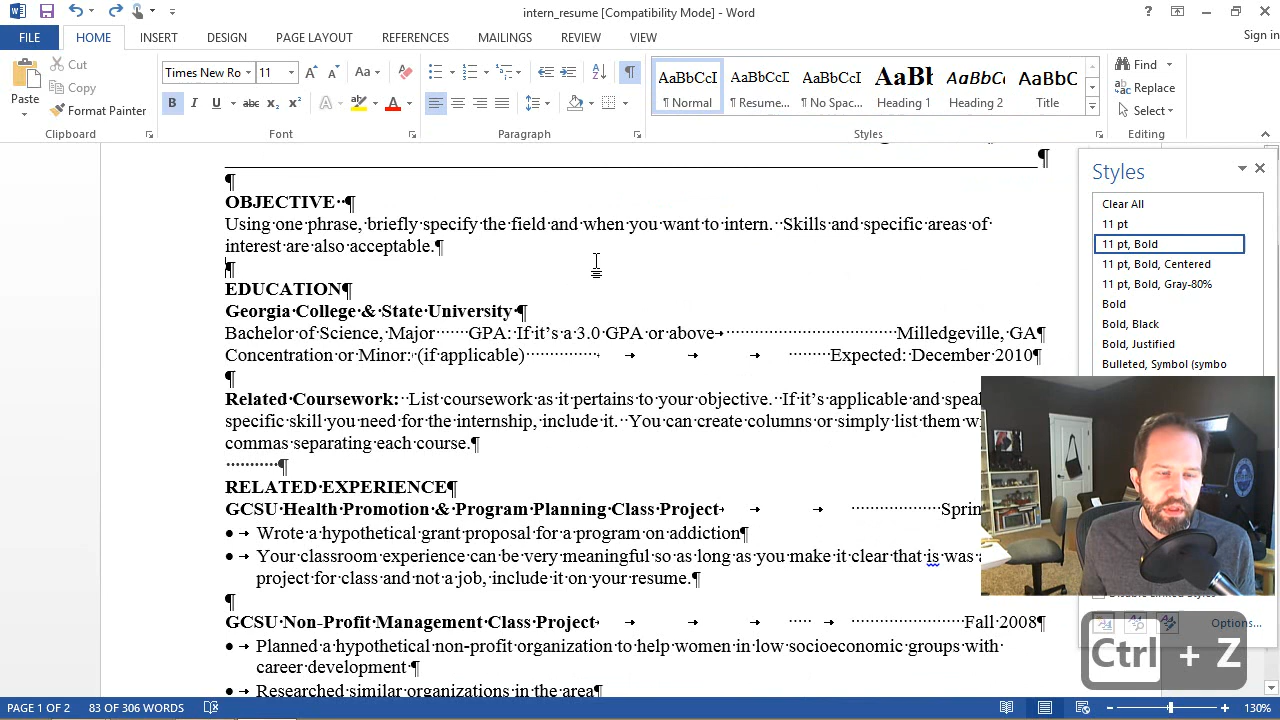 intern_resume [Compatibility Mode] - Word
Sign in
FILE HOME INSERT DESIGN PAGE LAYOUT REFERENCES MAILINGS REVIEW VIEW
Paste
Cut
Copy
Format Painter
Clipboard
Times New Ro 11
Aa
B I U abc x₂ x²
A A
Font
Paragraph
AaBbCcI AaBbCcD AaBbCcI AaBb AaBbCc AaBbC
¶ Normal ¶ Resume... ¶ No Spac... Heading 1 Heading 2 Title
Styles
Find
Replace
Select
Editing
¶
¶
OBJECTIVE··¶
Using·one·phrase,·briefly·specify·the·field·and·when·you·want·to·intern.··Skills·and·specific·areas·of·
interest·are·also·acceptable.¶
¶
EDUCATION¶
Georgia·College·&·State·University·¶
Bachelor·of·Science,·Major······GPA:·If·it's·a·3.0·GPA·or·above→································Milledgeville,·GA¶
Concentration·or·Minor:·(if·applicable)·············· → → → ········Expected:·December·2010¶
¶
Related·Coursework:··List·coursework·as·it·pertains·to·your·objective.··If·it's·applicable·and·
specific·skill·you·need·for·the·internship,·include·it.··You·can·create·columns·or·simply·list·them·
commas·separating·each·course.¶
···········¶
RELATED·EXPERIENCE¶
GCSU·Health·Promotion·&·Program·Planning·Class·Project→ → → ·················
●→Wrote·a·hypothetical·grant·proposal·for·a·program·on·addiction¶
●→Your·classroom·experience·can·be·very·meaningful·so·as·long·as·you·make·it·clear·that·is·was·
project·for·class·and·not·a·job,·include·it·on·your·resume.¶
¶
GCSU·Non-Profit·Management·Class·Project→ → → → ····· → ·····················Fall·2008¶
●→Planned·a·hypothetical·non-profit·organization·to·help·women·in·low·socioeconomic·groups·with·
career·development·¶
●→Researched·similar·organizations·in·the·area¶
Styles
Clear All
11 pt
11 pt, Bold
11 pt, Bold, Centered
11 pt, Bold, Gray-80%
Bold
Bold, Black
Bold, Justified
Bulleted, Symbol (symbo
Options...
Ctrl + Z
PAGE 1 OF 2 83 OF 306 WORDS
130%